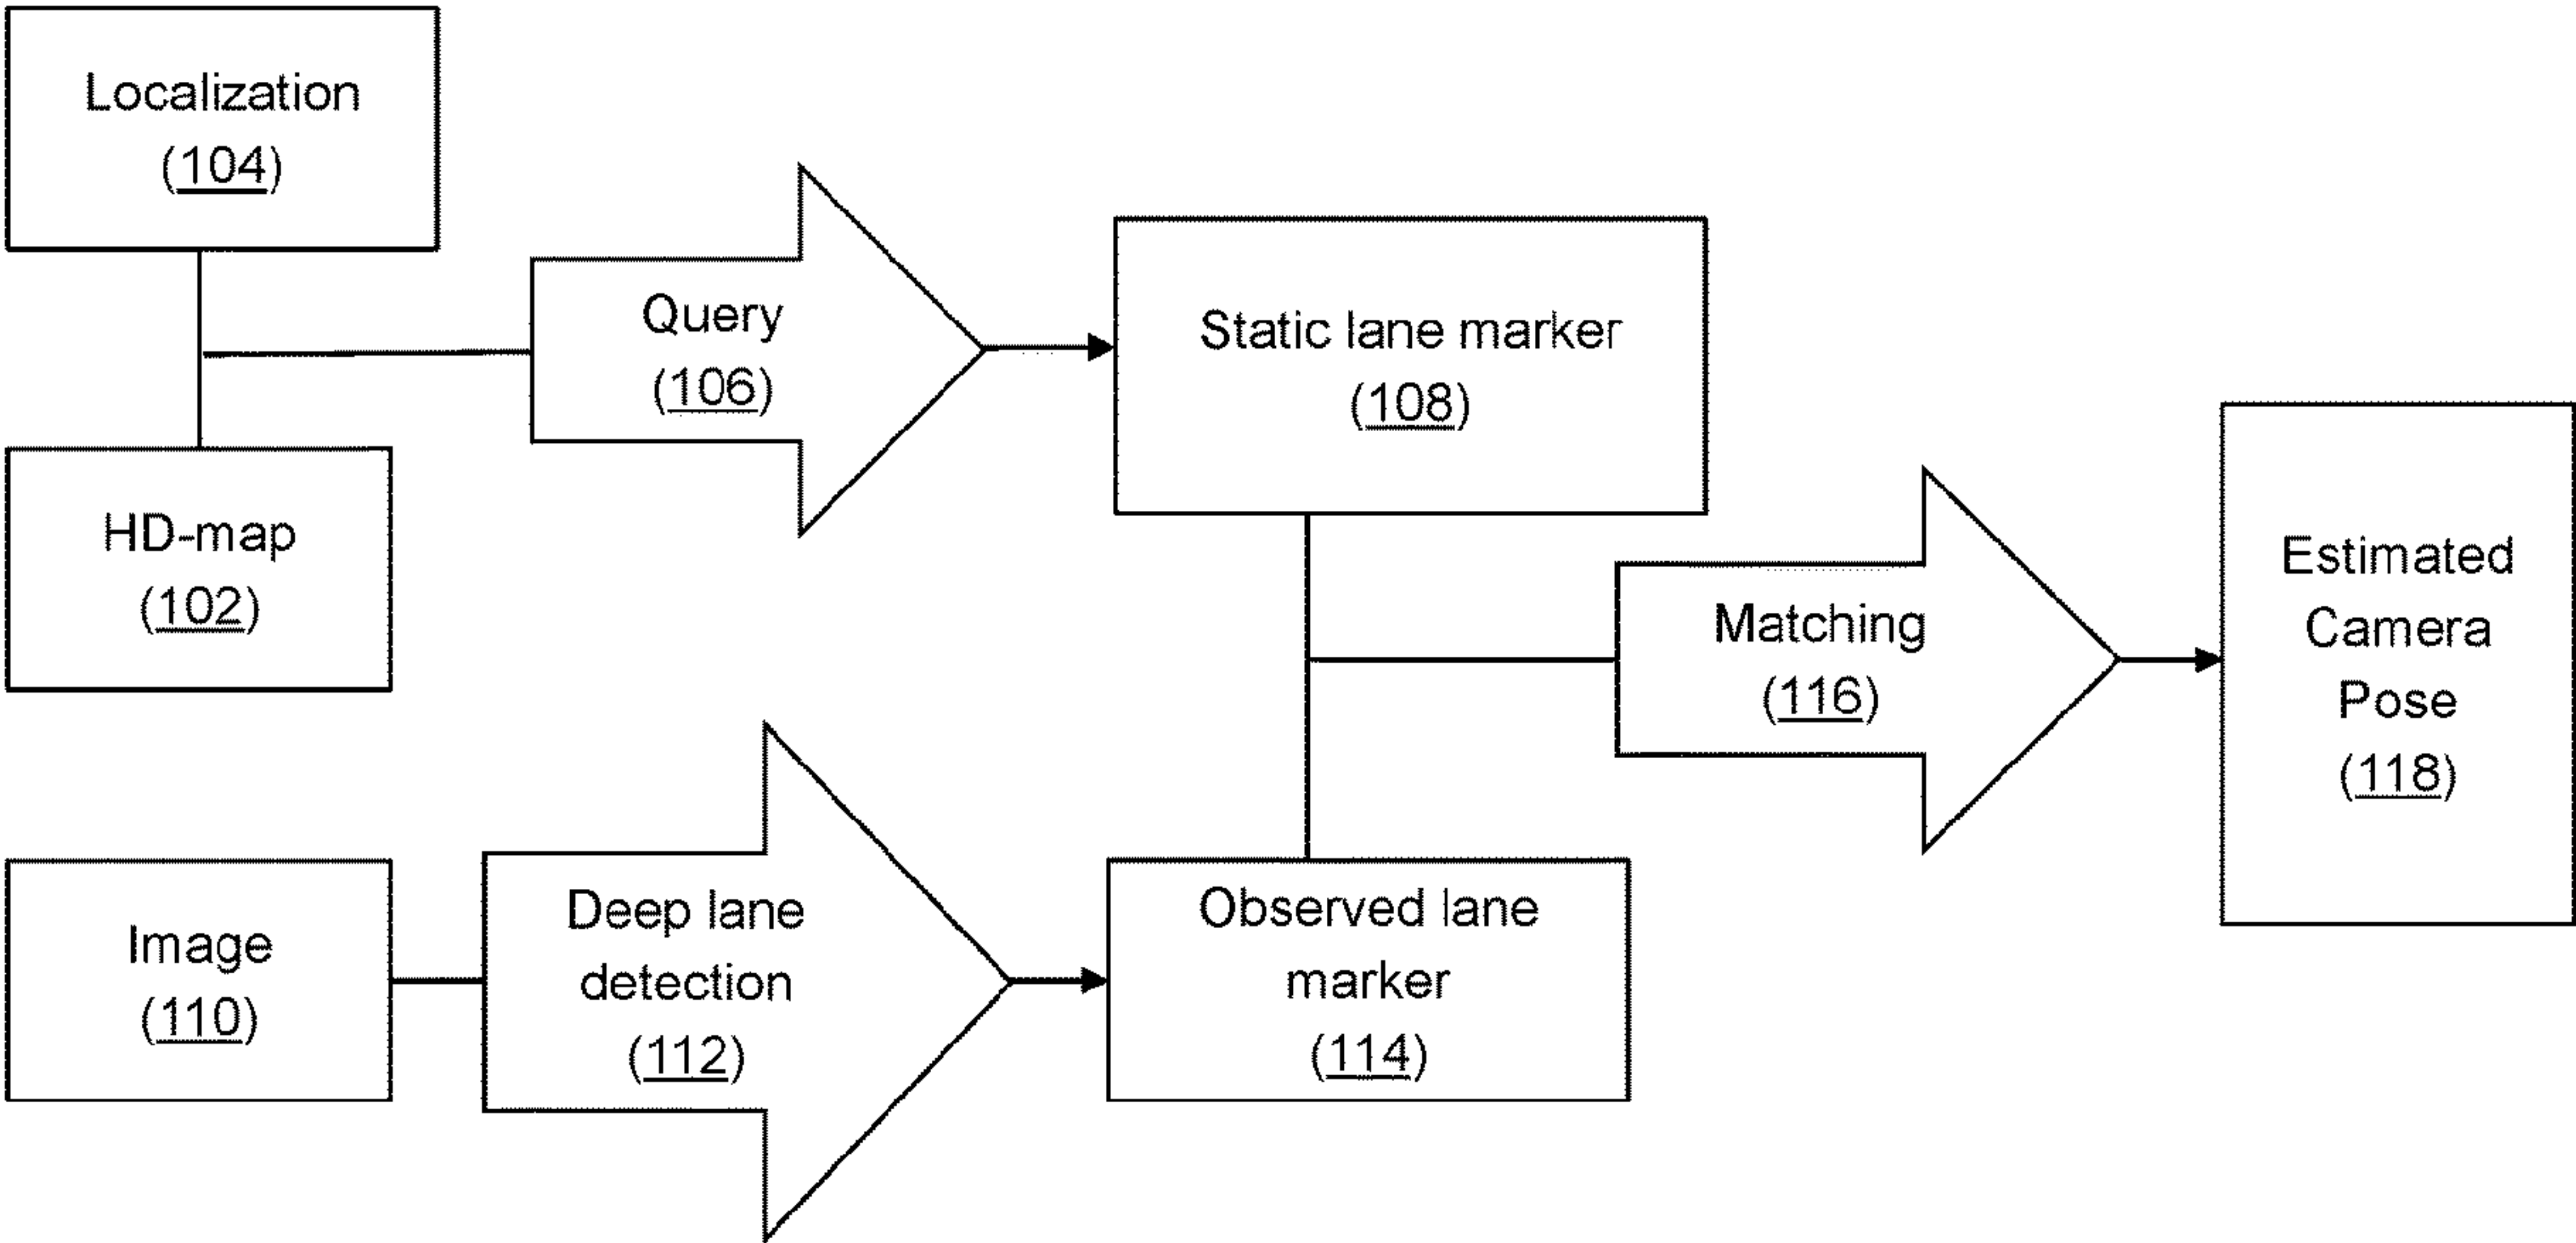 Localization
(104)
Query
(106)
Static lane marker
(108)
HD-map
(102)
Matching
(116)
Estimated
Camera
Pose
(118)
Image
(110)
Deep lane
detection
(112)
Observed lane
marker
(114)